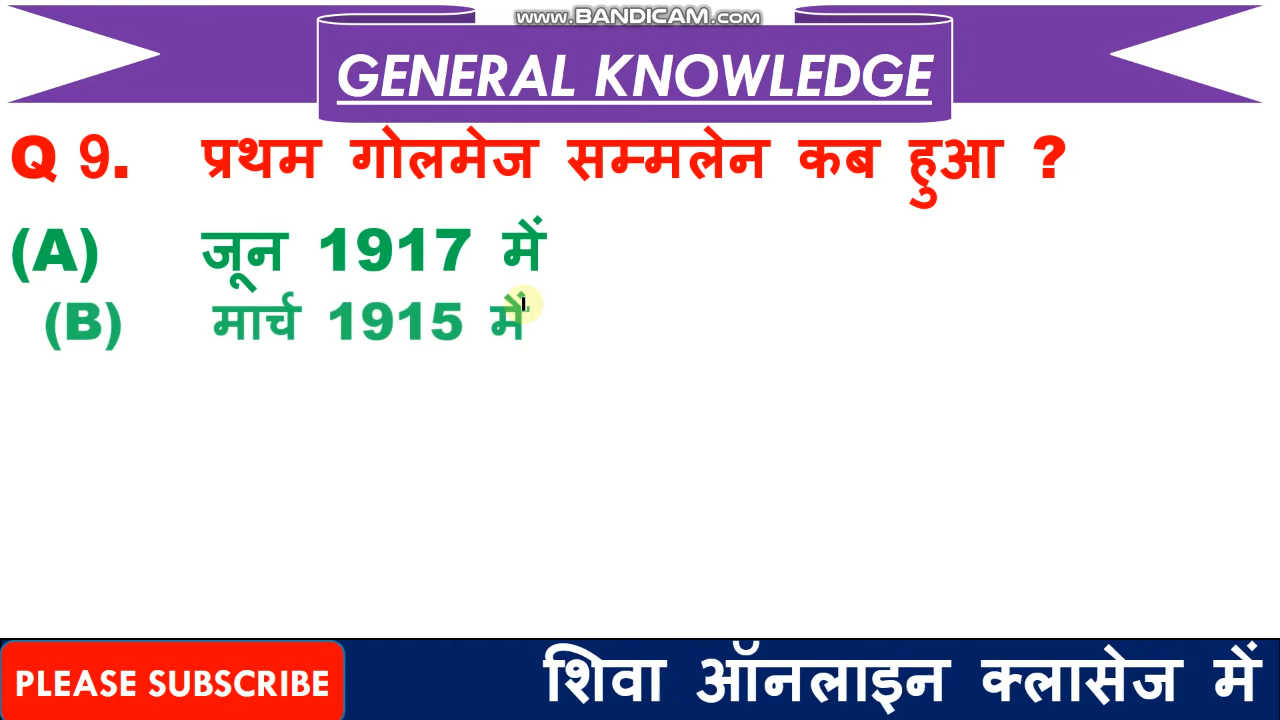 www.BANDICAM.com
GENERAL KNOWLEDGE
Q 9. प्रथम गोलमेज सम्मलेन कब हुआ ?
(A) जून 1917 में
(B) मार्च 1915 में
PLEASE SUBSCRIBE
शिवा ऑनलाइन क्लासेज में